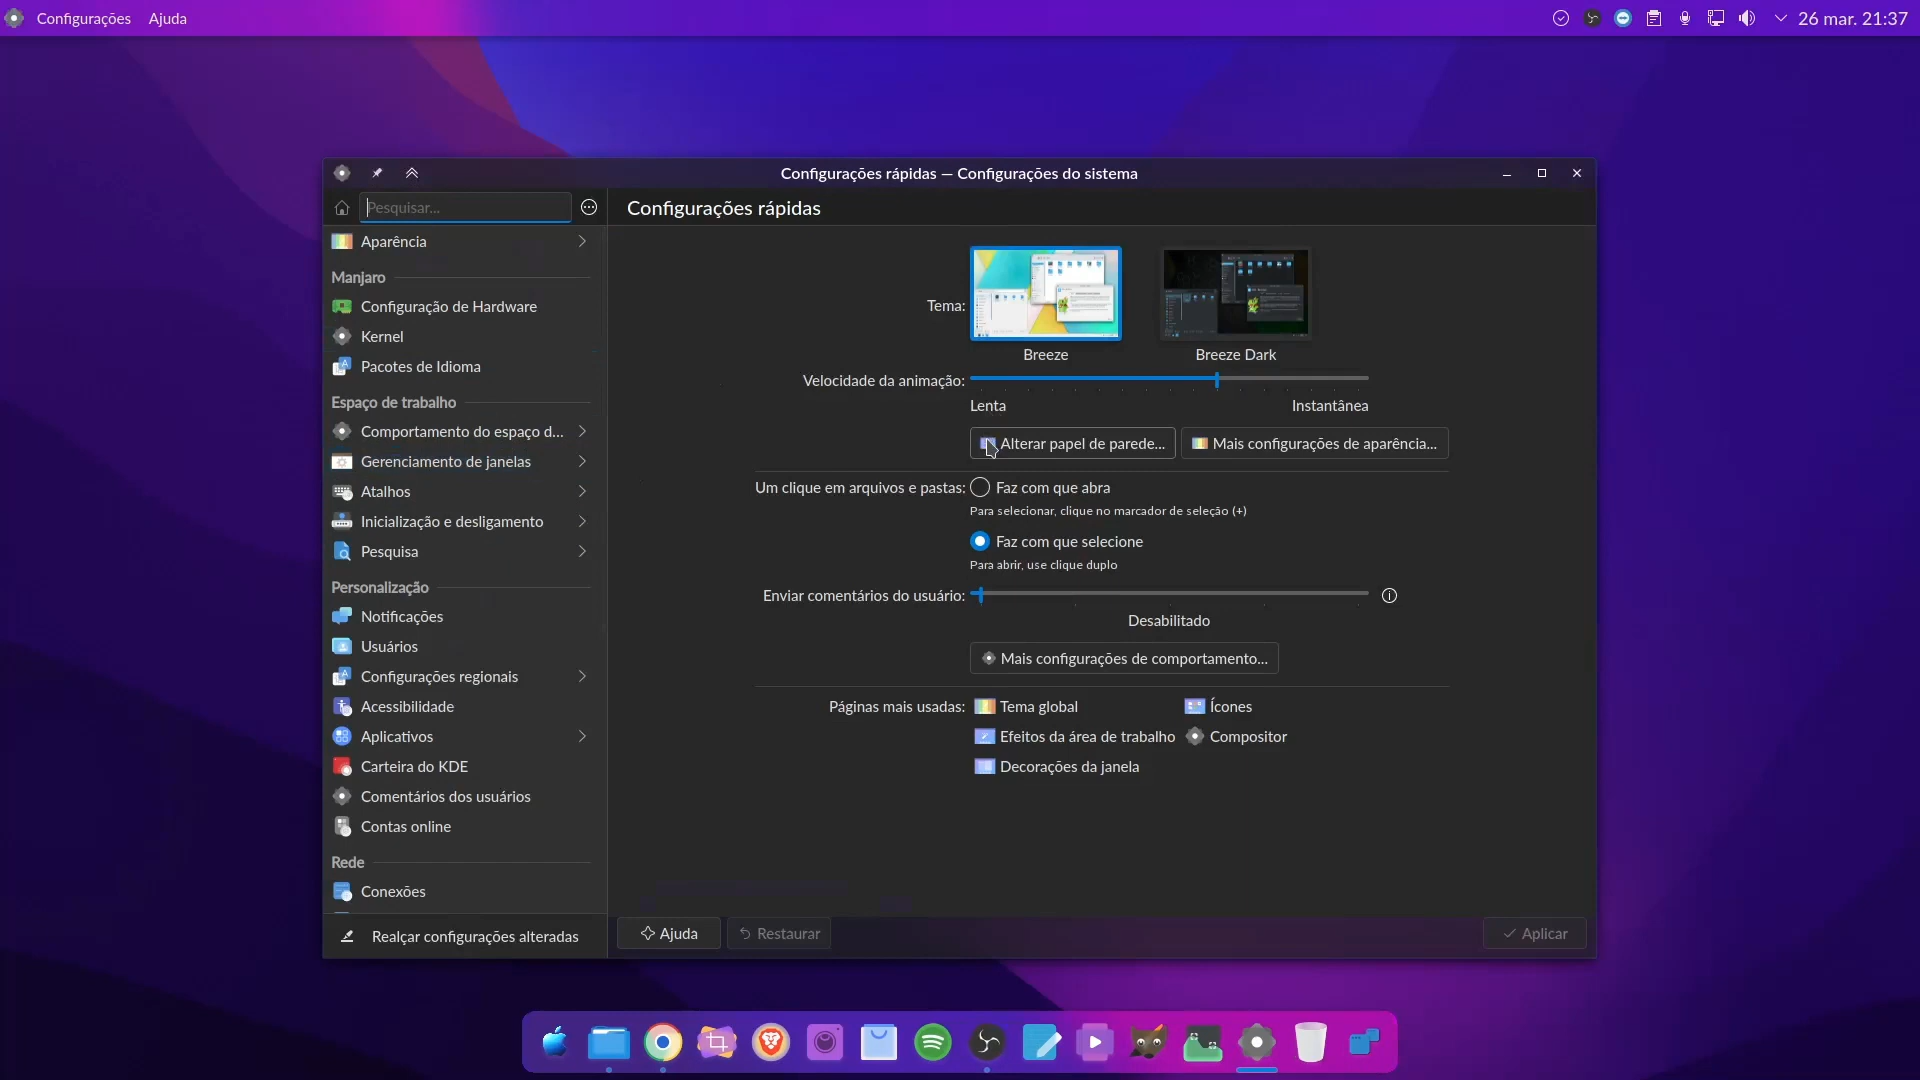 Configurações Ajuda 26 mar. 21:37
Configurações rápidas — Configurações do sistema
Pesquisar...
Configurações rápidas
Aparência
Manjaro
Configuração de Hardware
Kernel
Pacotes de Idioma
Espaço de trabalho
Comportamento do espaço d...
Gerenciamento de janelas
Atalhos
Inicialização e desligamento
Pesquisa
Personalização
Notificações
Usuários
Configurações regionais
Acessibilidade
Aplicativos
Carteira do KDE
Comentários dos usuários
Contas online
Rede
Conexões
Realçar configurações alteradas
Tema:
Breeze Breeze Dark
Velocidade da animação:
Lenta Instantânea
Alterar papel de parede... Mais configurações de aparência...
Um clique em arquivos e pastas: Faz com que abra
Para selecionar, clique no marcador de seleção (+)
Faz com que selecione
Para abrir, use clique duplo
Enviar comentários do usuário:
Desabilitado
Mais configurações de comportamento...
Páginas mais usadas: Tema global Ícones
Efeitos da área de trabalho Compositor
Decorações da janela
Ajuda Restaurar Aplicar